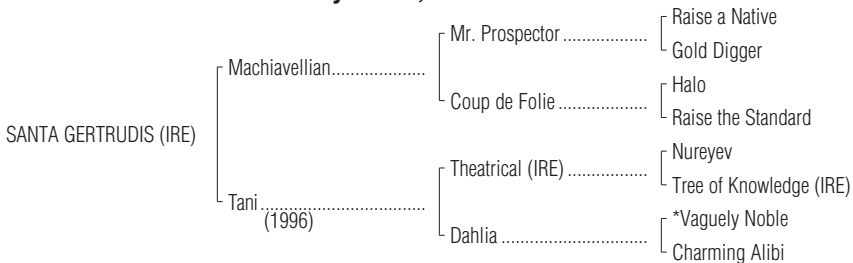 Raise a Native
Mr. Prospector ..................
Gold Digger
Machiavellian....................
Halo
Coup de Folie ...................
Raise the Standard
SANTA GERTRUDIS (IRE)
Nureyev
Theatrical (IRE) .................
Tree of Knowledge (IRE)
Tani ...................................
(1996)
*Vaguely Noble
Dahlia ...............................
Charming Alibi